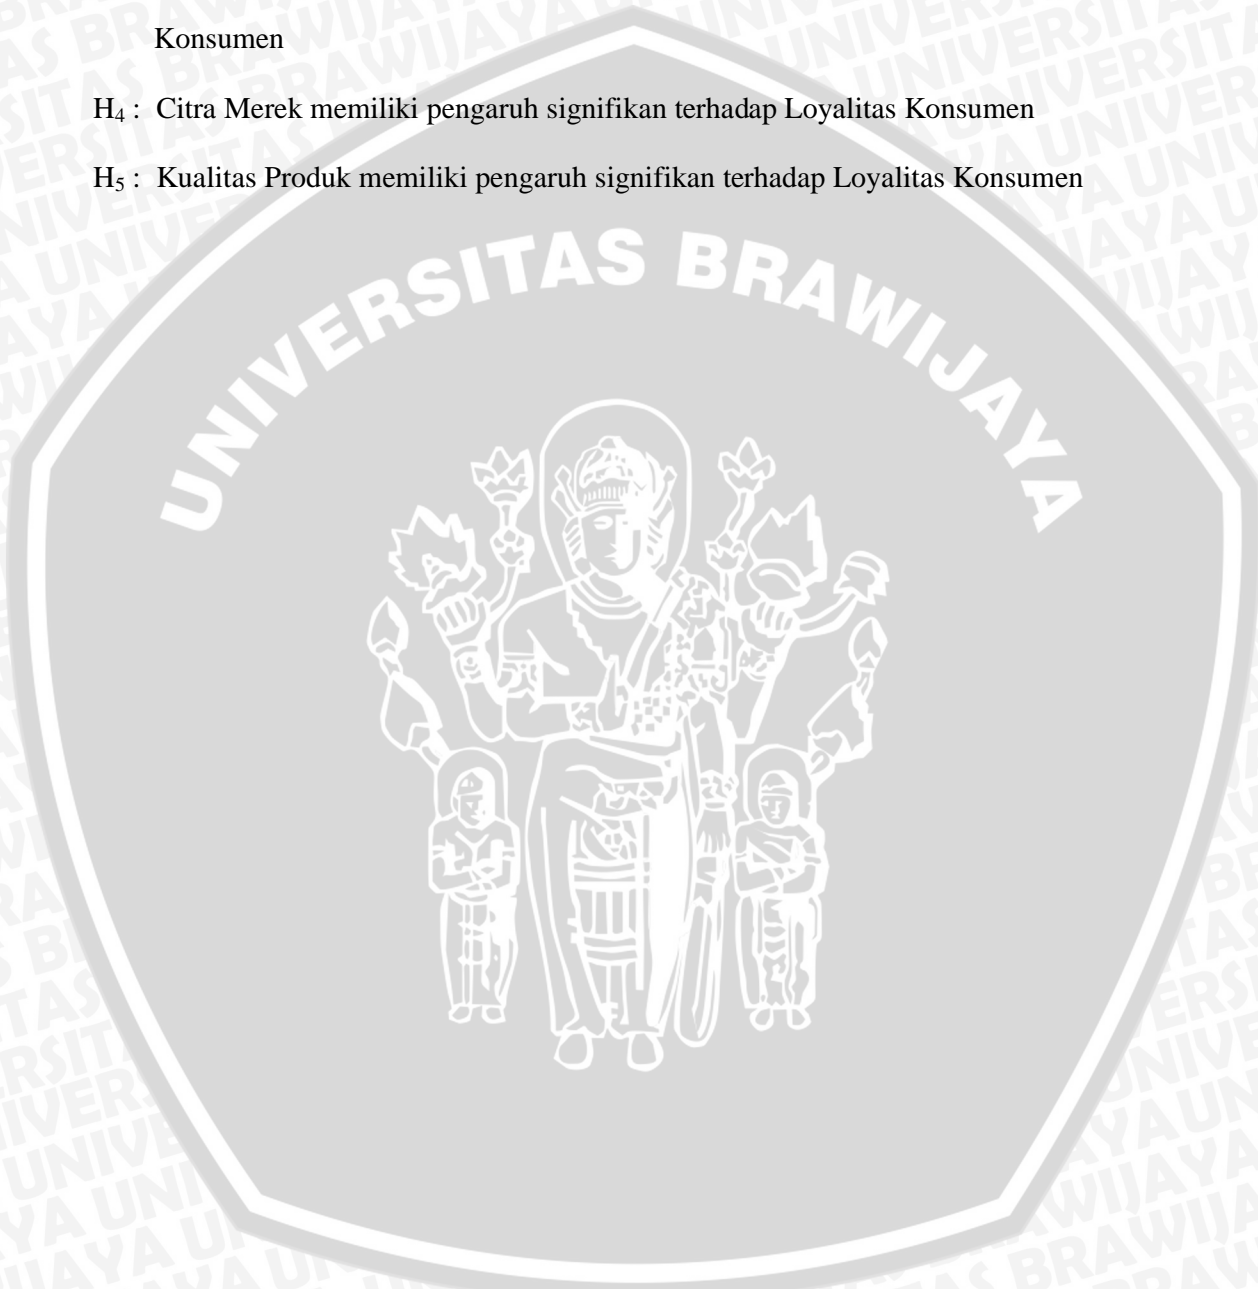 Konsumen
H₄ : Citra Merek memiliki pengaruh signifikan terhadap Loyalitas Konsumen
H₅ : Kualitas Produk memiliki pengaruh signifikan terhadap Loyalitas Konsumen
UNIVERSITAS BRAWIJAYA